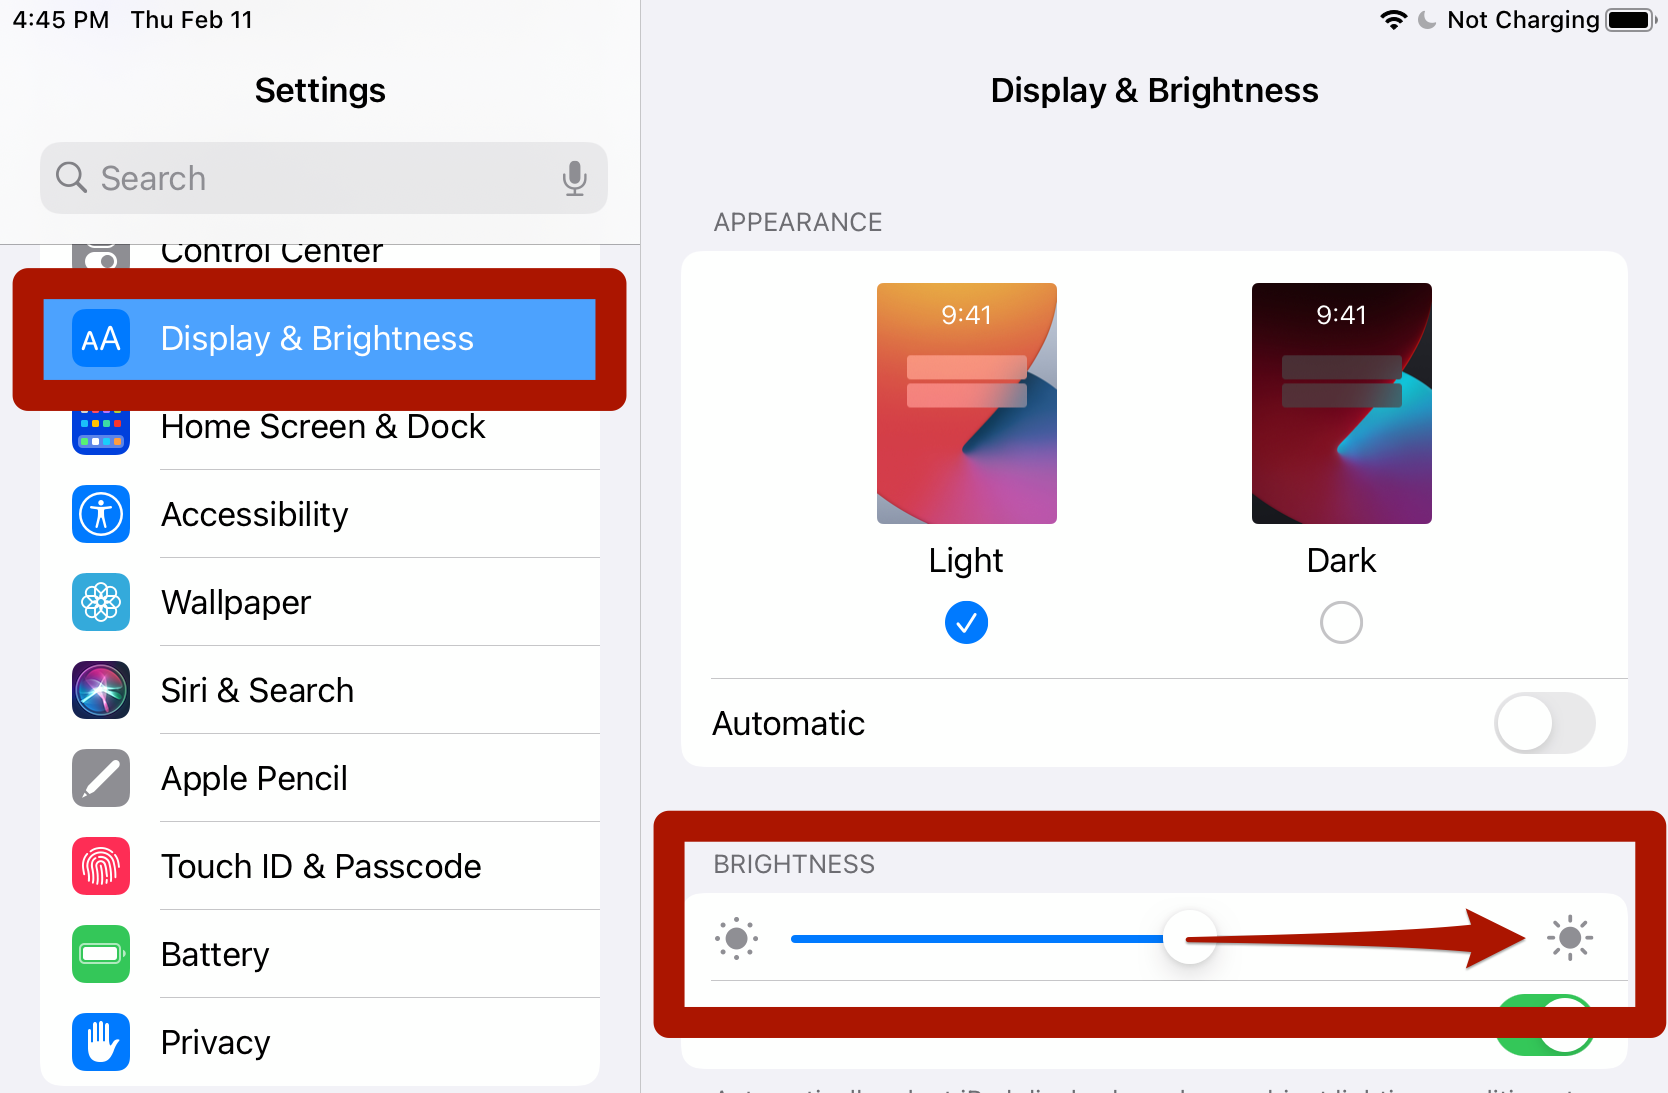 4:45 PM Thu Feb 11
Not Charging
Settings
Search
Control Center
AA Display & Brightness
Home Screen & Dock
Accessibility
Wallpaper
Siri & Search
Apple Pencil
Touch ID & Passcode
Battery
Privacy
Display & Brightness
APPEARANCE
9:41
9:41
Light
Dark
Automatic
BRIGHTNESS